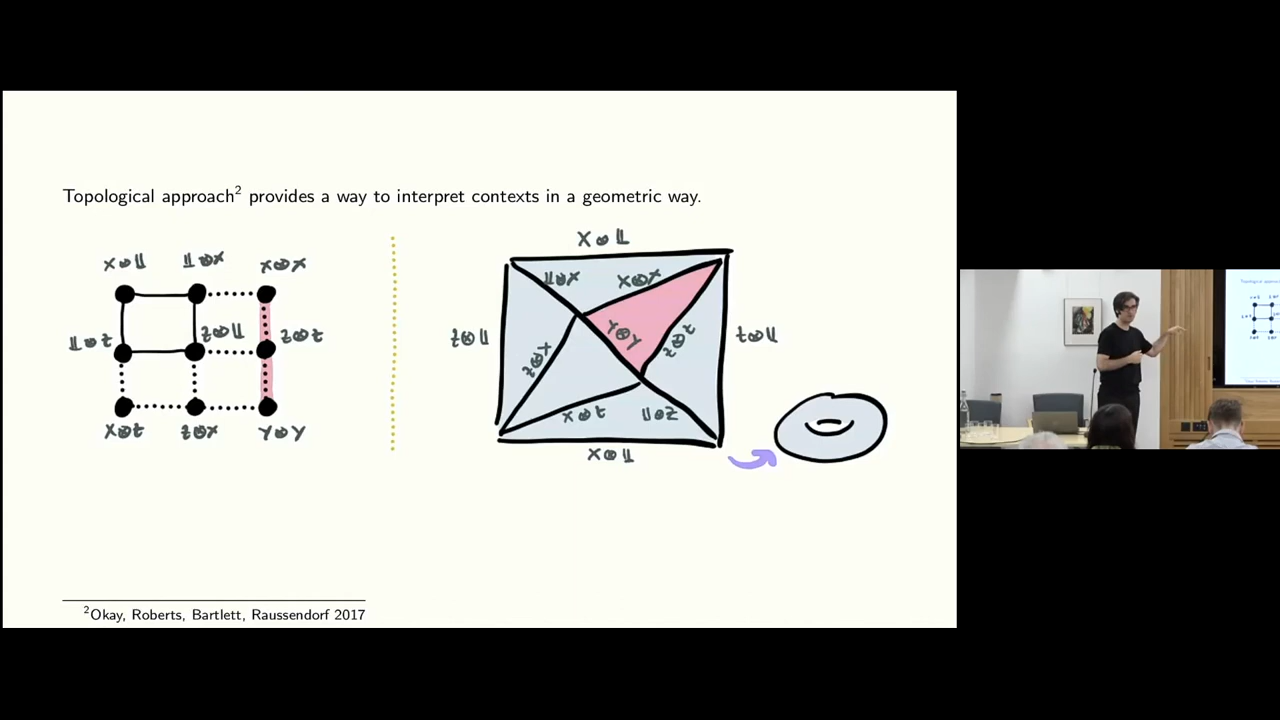 Topological approach² provides a way to interpret contexts in a geometric way.
X⊗𝟙 𝟙⊗X X⊗X
𝟙⊗Z Z⊗𝟙 Z⊗Z
X⊗Z Z⊗X Y⊗Y
X⊗𝟙
𝟙⊗X X⊗X
Z⊗𝟙 Z⊗X Y⊗Y Z⊗Z Z⊗𝟙
X⊗Z 𝟙⊗Z
X⊗𝟙
²Okay, Roberts, Bartlett, Raussendorf 2017